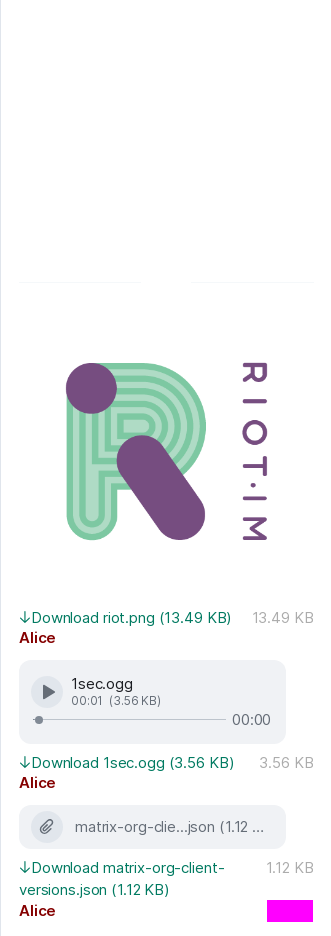 RIOT·IM
↓Download riot.png (13.49 KB) 13.49 KB
Alice
1sec.ogg
00:01 (3.56 KB)
00:00
↓Download 1sec.ogg (3.56 KB) 3.56 KB
Alice
matrix-org-clie...json (1.12 ...
↓Download matrix-org-client- 1.12 KB
versions.json (1.12 KB)
Alice